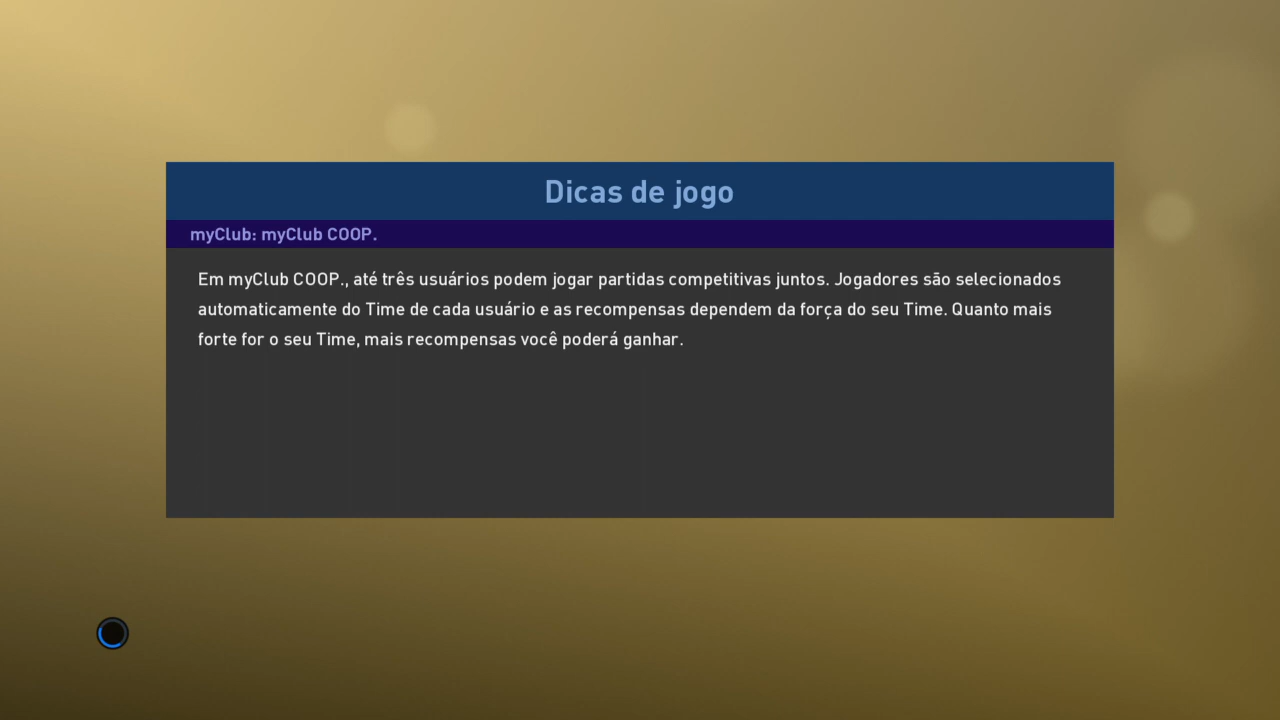 Dicas de jogo
myClub: myClub COOP.
Em myClub COOP., até três usuários podem jogar partidas competitivas juntos. Jogadores são selecionados
automaticamente do Time de cada usuário e as recompensas dependem da força do seu Time. Quanto mais
forte for o seu Time, mais recompensas você poderá ganhar.